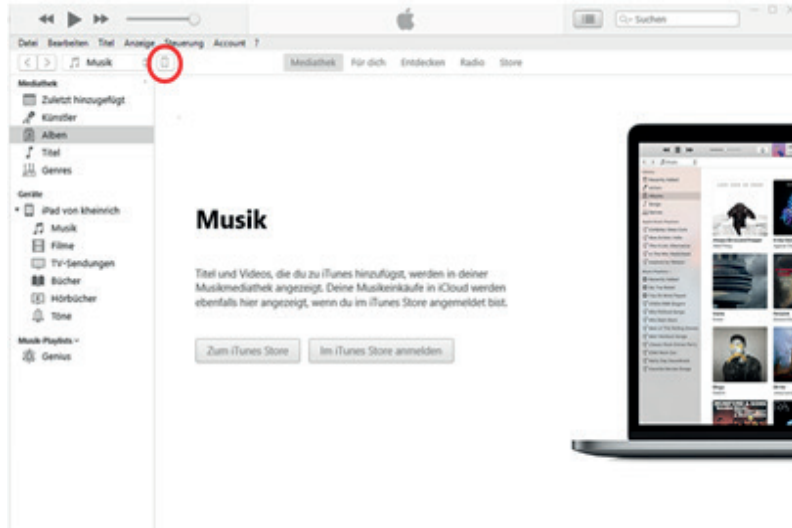 Suchen
Datei Bearbeiten Titel Anzeige Steuerung Account ?
Musik
Mediathek Für dich Entdecken Radio Store
Mediathek
Zuletzt hinzugefügt
Künstler
Alben
Titel
Genres
Geräte
iPad von kheinrich
Musik
Filme
TV-Sendungen
Bücher
Hörbücher
Töne
Musik-Playlists
Genius
Musik
Titel und Videos, die du zu iTunes hinzufügst, werden in deiner
Musikmediathek angezeigt. Deine Musikeinkäufe in iCloud werden
ebenfalls hier angezeigt, wenn du im iTunes Store angemeldet bist.
Zum iTunes Store
Im iTunes Store anmelden